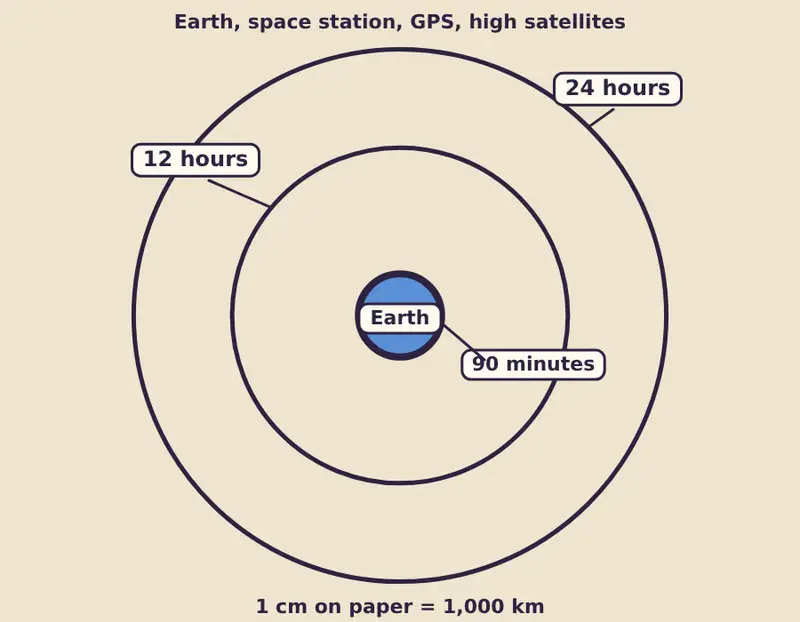 Earth, space station, GPS, high satellites
24 hours
12 hours
Earth
90 minutes
1 cm on paper = 1,000 km